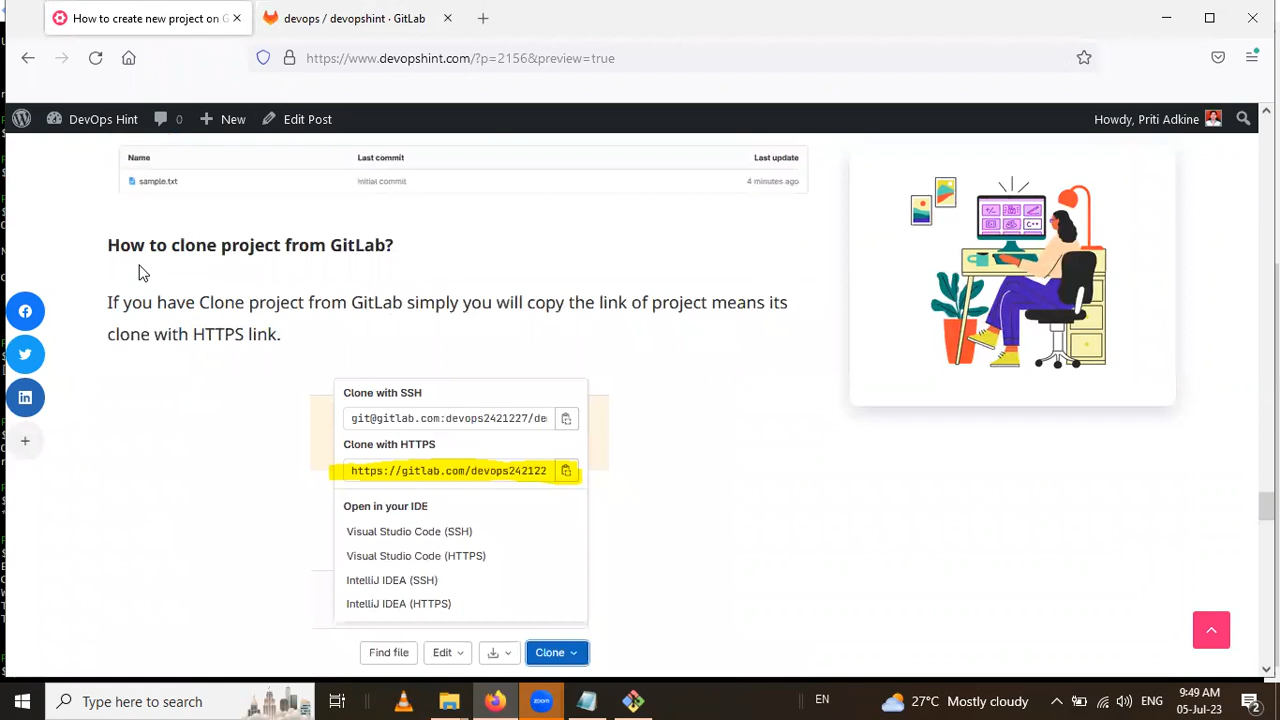 How to create new project on G
devops / devopshint · GitLab
https://www.devopshint.com/?p=2156&preview=true
DevOps Hint
0
New
Edit Post
Howdy, Priti Adkine
Name Last commit Last update
sample.txt Initial commit 4 minutes ago
How to clone project from GitLab?
If you have Clone project from GitLab simply you will copy the link of project means its
clone with HTTPS link.
C++
Clone with SSH
git@gitlab.com:devops2421227/de
Clone with HTTPS
https://gitlab.com/devops242122
Open in your IDE
Visual Studio Code (SSH)
Visual Studio Code (HTTPS)
IntelliJ IDEA (SSH)
IntelliJ IDEA (HTTPS)
Find file
Edit
Clone
Type here to search
zoom
EN
27°C Mostly cloudy
ENG
9:49 AM
05-Jul-23
2